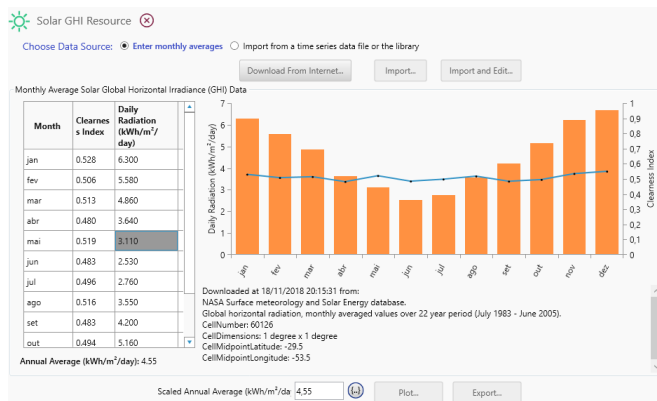 Solar GHI Resource
Choose Data Source: Enter monthly averages Import from a time series data file or the library
Download From Internet... Import... Import and Edit...
Monthly Average Solar Global Horizontal Irradiance (GHI) Data
Month Clearnes s Index Daily Radiation (kWh/m²/ day)
jan 0.528 6.300
fev 0.506 5.580
mar 0.513 4.860
abr 0.480 3.640
mai 0.519 3.110
jun 0.483 2.530
jul 0.496 2.760
ago 0.516 3.550
set 0.483 4.200
out 0.494 5.160
Annual Average (kWh/m²/day): 4.55
Daily Radiation (kWh/m²/day)
7
6
5
4
3
2
1
0
1
0,9
0,8
0,7
0,6
0,5
0,4
0,3
0,2
0,1
0
Clearness Index
jan fev mar abr mai jun jul ago set out nov dez
Downloaded at 18/11/2018 20:15:31 from:
NASA Surface meteorology and Solar Energy database.
Global horizontal radiation, monthly averaged values over 22 year period (July 1983 - June 2005).
CellNumber: 60126
CellDimensions: 1 degree x 1 degree
CellMidpointLatitude: -29.5
CellMidpointLongitude: -53.5
Scaled Annual Average (kWh/m²/da 4,55 {..} Plot... Export...